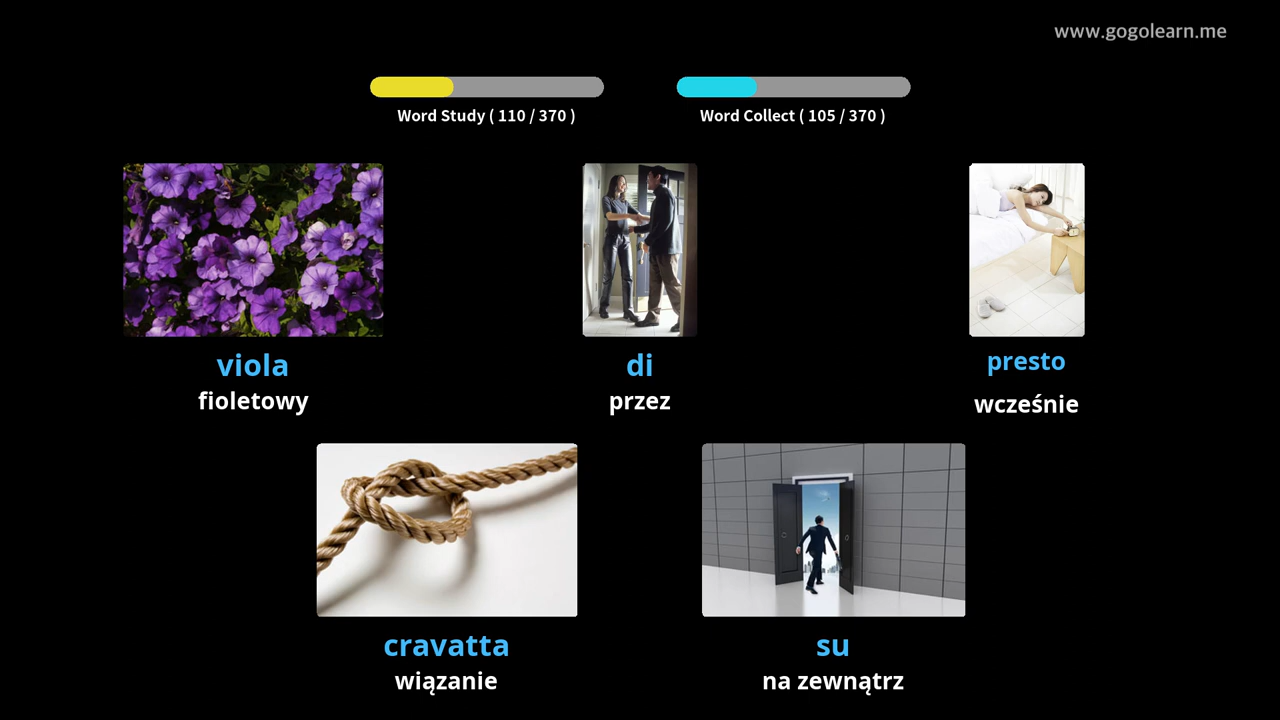 www.gogolearn.me
Word Study ( 110 / 370 )
Word Collect ( 105 / 370 )
viola
fioletowy
di
przez
presto
wcześnie
cravatta
wiązanie
su
na zewnątrz